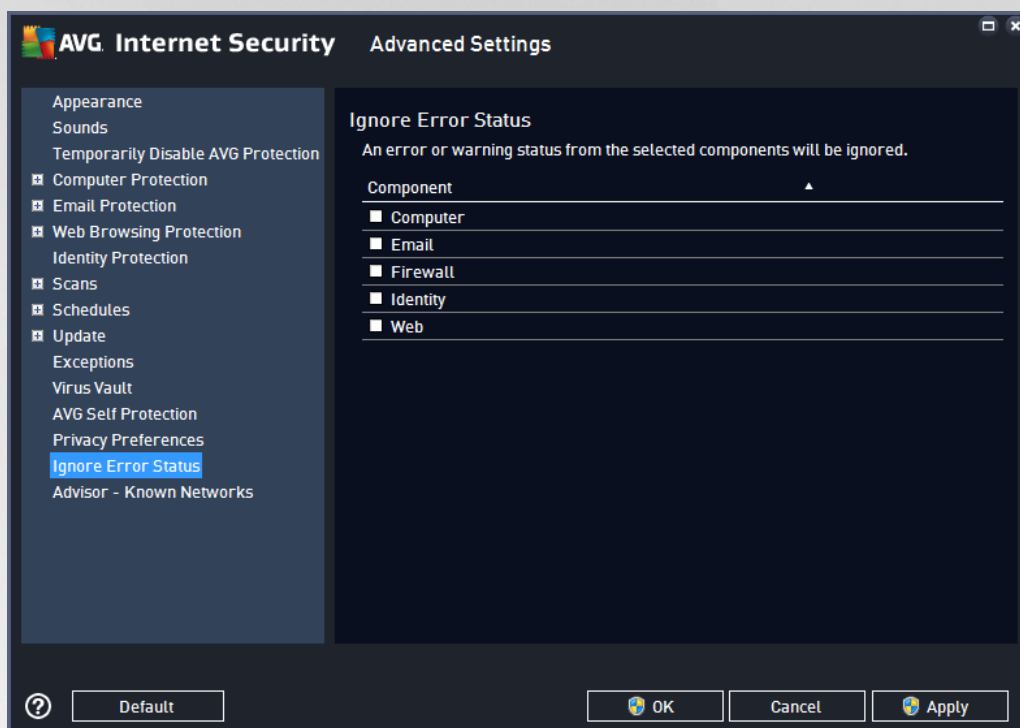 AVG. Internet Security Advanced Settings
Appearance
Sounds
Temporarily Disable AVG Protection
Computer Protection
Email Protection
Web Browsing Protection
Identity Protection
Scans
Schedules
Update
Exceptions
Virus Vault
AVG Self Protection
Privacy Preferences
Ignore Error Status
Advisor - Known Networks
Ignore Error Status
An error or warning status from the selected components will be ignored.
Component
Computer
Email
Firewall
Identity
Web
? Default OK Cancel Apply